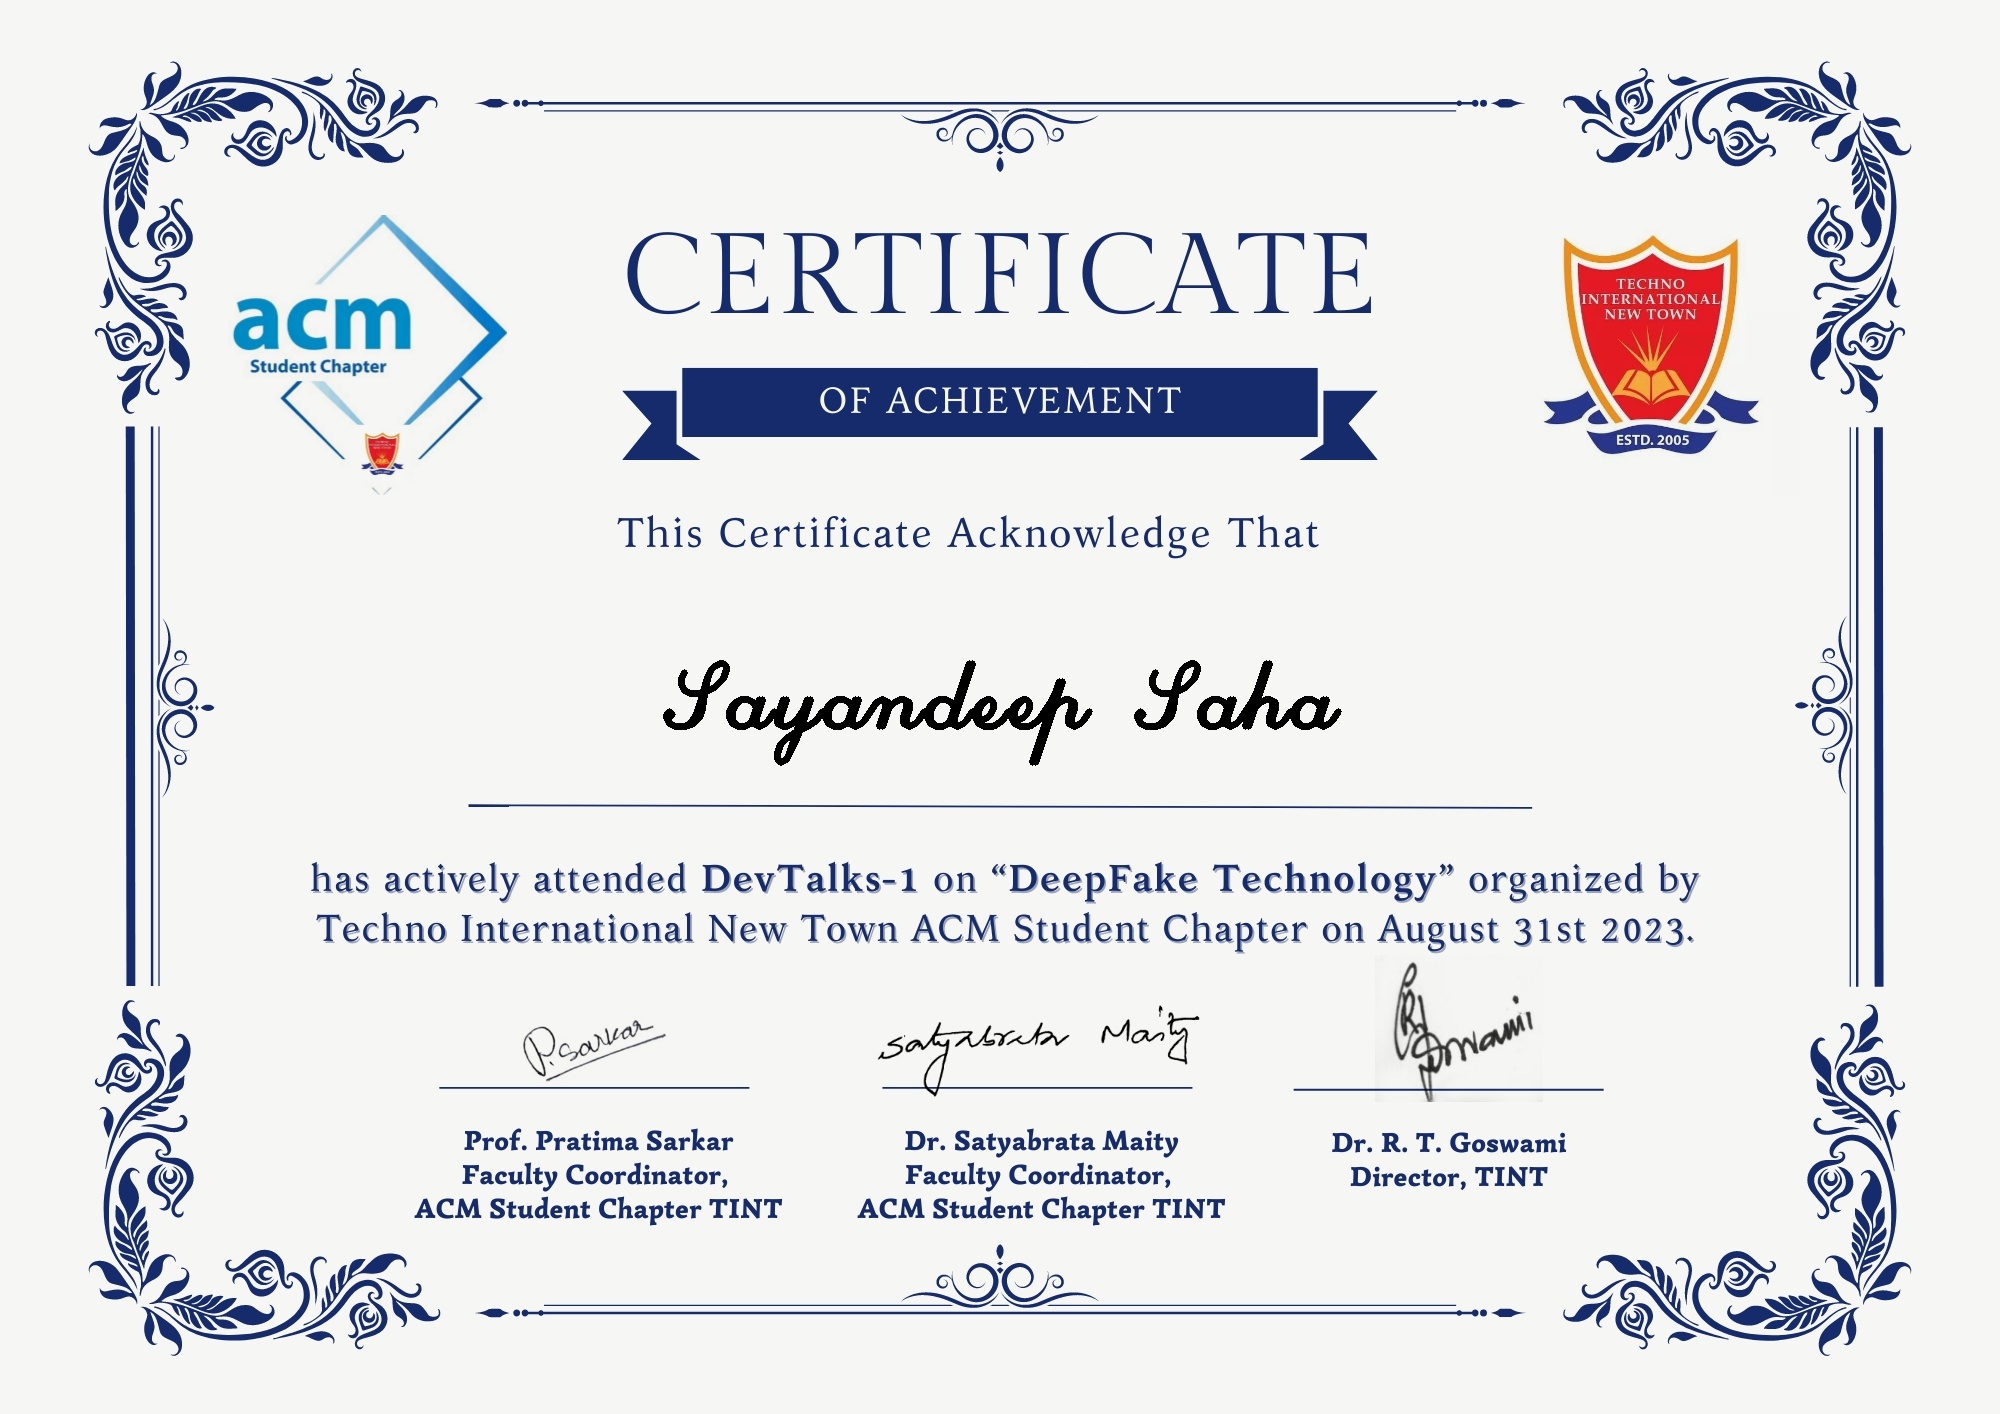 acm
Student Chapter
CERTIFICATE
OF ACHIEVEMENT
TECHNO
INTERNATIONAL
NEW TOWN
ESTD. 2005
This Certificate Acknowledge That
Sayandeep Saha
has actively attended DevTalks-1 on “DeepFake Technology” organized by
Techno International New Town ACM Student Chapter on August 31st 2023.
P. Sarkar
Satyabrata Maity
Prof. Pratima Sarkar
Faculty Coordinator,
ACM Student Chapter TINT
Dr. Satyabrata Maity
Faculty Coordinator,
ACM Student Chapter TINT
Dr. R. T. Goswami
Director, TINT